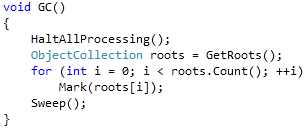 void GC()
{
    HaltAllProcessing();
    ObjectCollection roots = GetRoots();
    for (int i = 0; i < roots.Count(); ++i)
        Mark(roots[i]);
    Sweep();
}